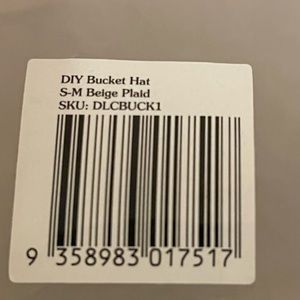 DIY Bucket Hat
S-M Beige Plaid
SKU: DLCBUCK1
9 358983 017517